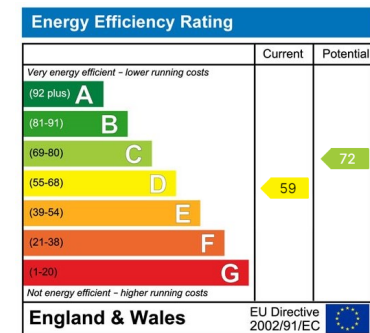 Energy Efficiency Rating
Current Potential
Very energy efficient – lower running costs
(92 plus) A
(81-91) B
(69-80) C
72
(55-68) D
59
(39-54) E
(21-38) F
(1-20) G
Not energy efficient – higher running costs
England & Wales
EU Directive
2002/91/EC